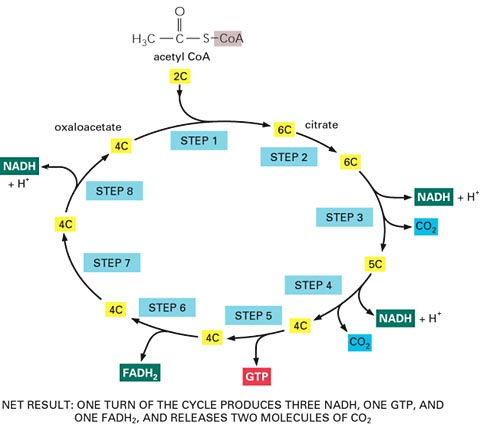 O
H₃C — C — S—CoA
acetyl CoA
2C
oxaloacetate
4C
STEP 1
6C
citrate
STEP 2
6C
NADH
+ H⁺
STEP 8
NADH + H⁺
STEP 3
CO₂
4C
5C
STEP 7
STEP 4
4C
STEP 6
STEP 5
4C
NADH + H⁺
4C
CO₂
FADH₂
GTP
NET RESULT: ONE TURN OF THE CYCLE PRODUCES THREE NADH, ONE GTP, AND
ONE FADH₂, AND RELEASES TWO MOLECULES OF CO₂